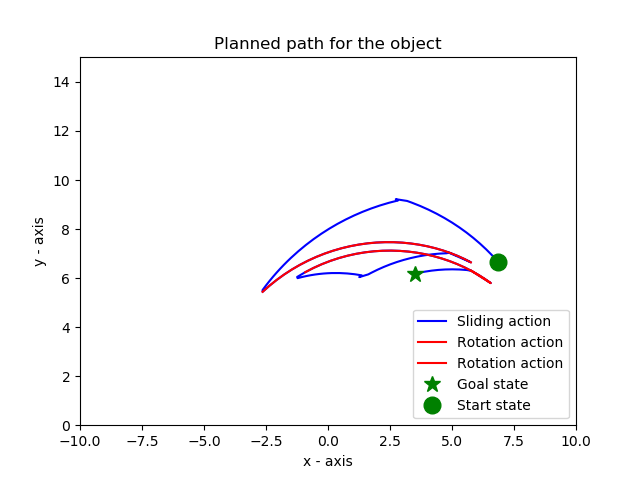 Planned path for the object
y - axis
14
12
10
8
6
4
2
0
−10.0 −7.5 −5.0 −2.5 0.0 2.5 5.0 7.5 10.0
x - axis
Sliding action
Rotation action
Rotation action
Goal state
Start state